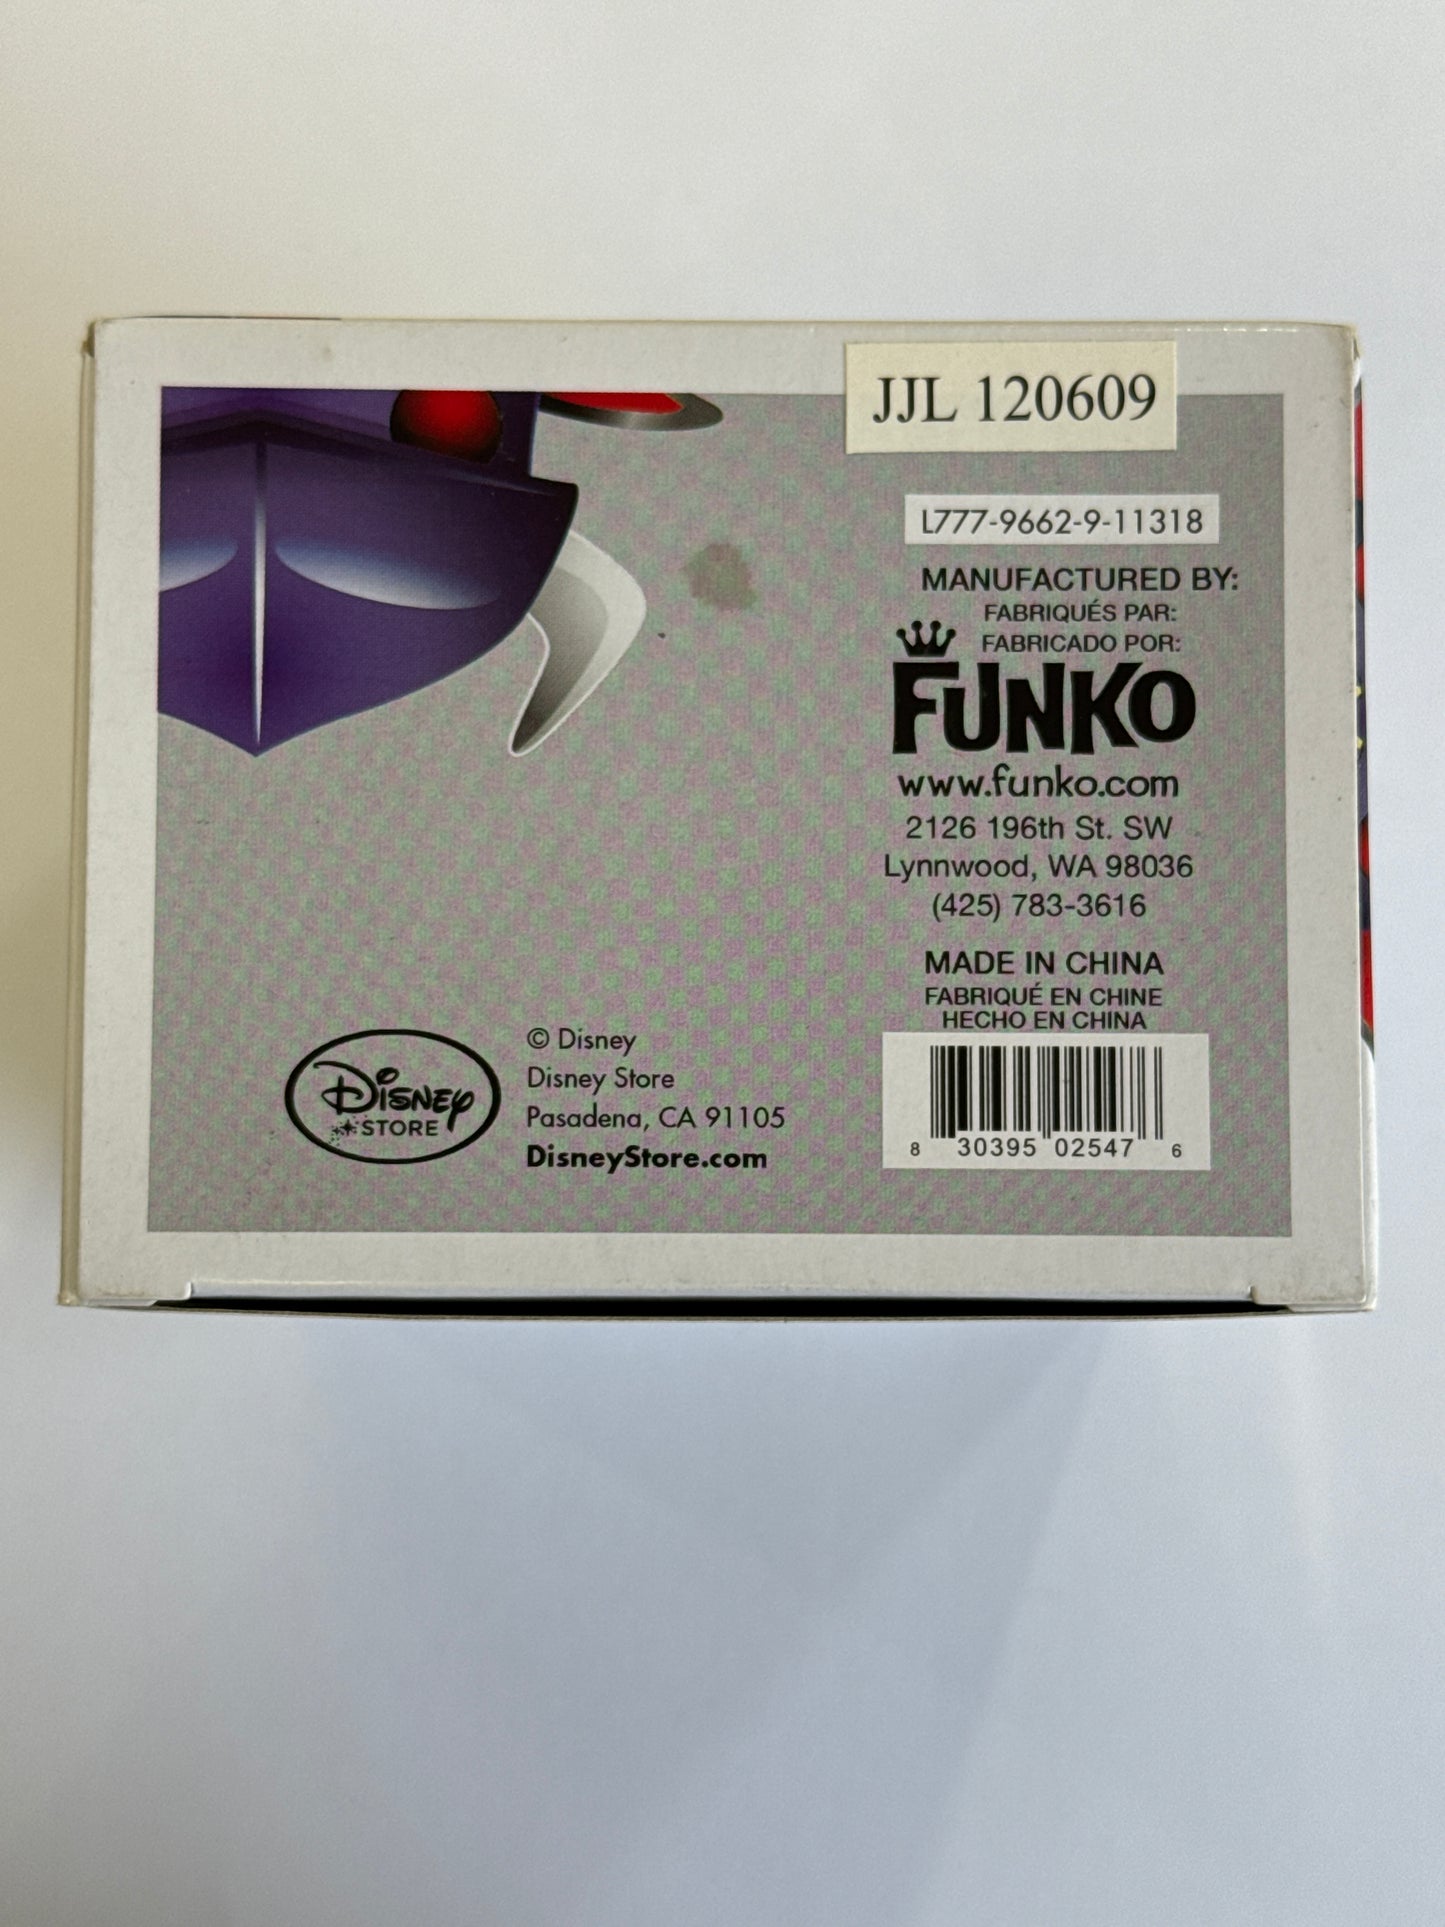 JJL 120609
L777-9662-9-11318
MANUFACTURED BY:
FABRIQUÉS PAR:
FABRICADO POR:
FUNKO
www.funko.com
2126 196th St. SW
Lynnwood, WA 98036
(425) 783-3616
MADE IN CHINA
FABRIQUÉ EN CHINE
HECHO EN CHINA
8 30395 02547 6
Disney
STORE
© Disney
Disney Store
Pasadena, CA 91105
DisneyStore.com